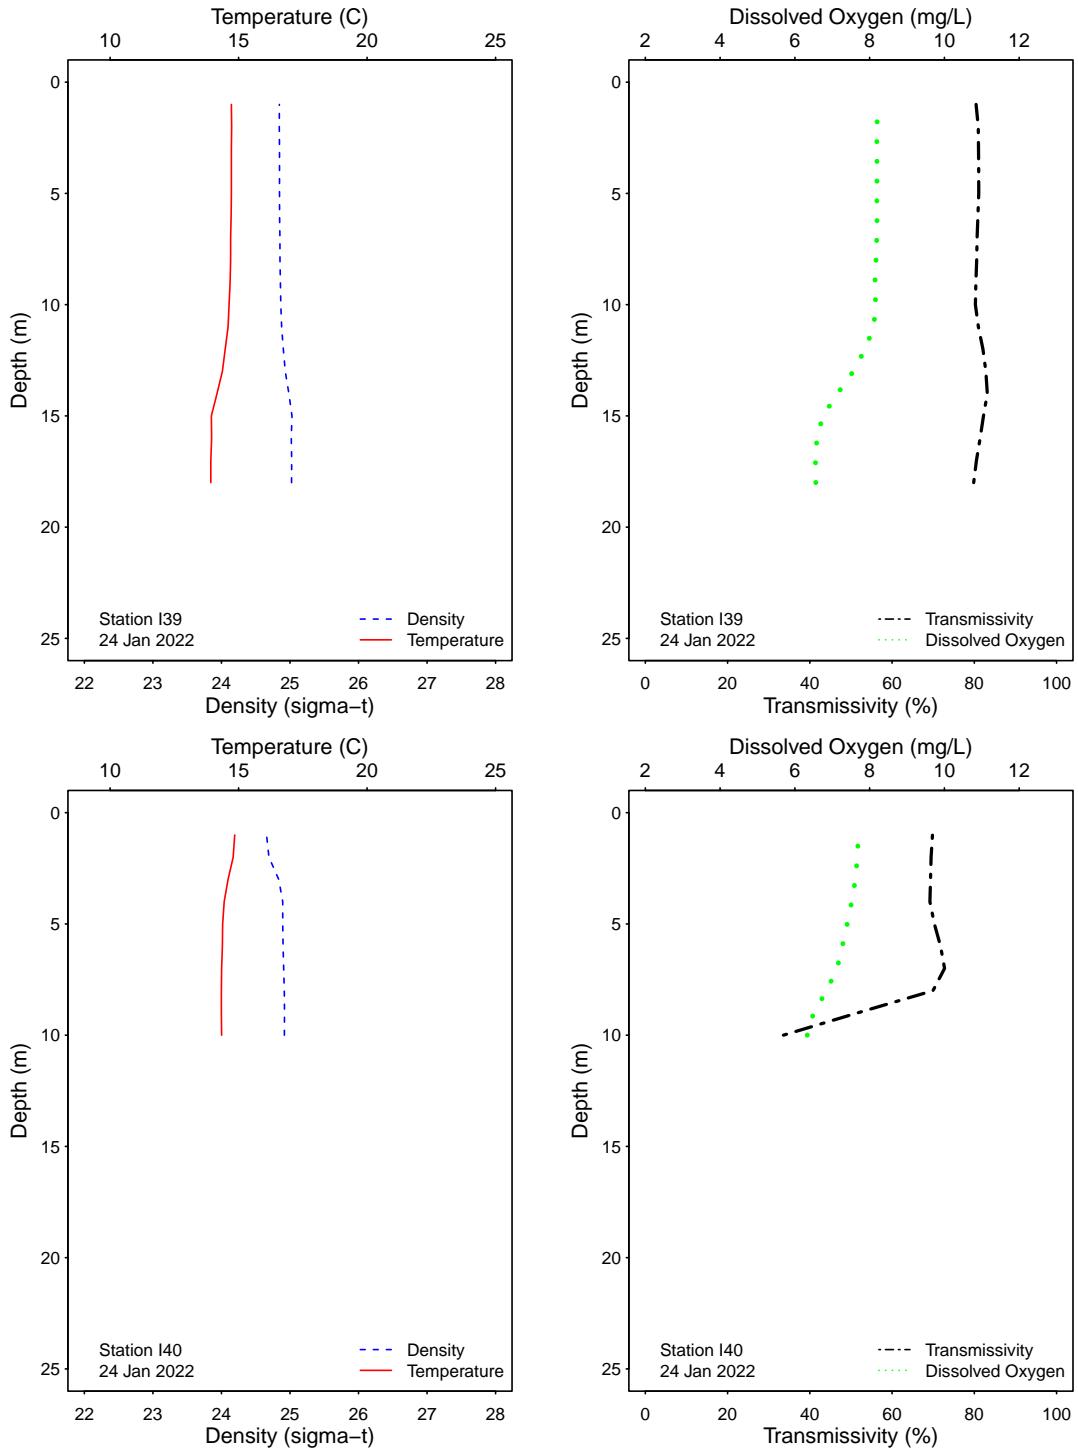 Temperature (C)
10 15 20 25
0
5
10
15
20
25
Depth (m)
Station I39
24 Jan 2022
Density
Temperature
22 23 24 25 26 27 28
Density (sigma−t)
Dissolved Oxygen (mg/L)
2 4 6 8 10 12
0
5
10
15
20
25
Depth (m)
Station I39
24 Jan 2022
Transmissivity
Dissolved Oxygen
0 20 40 60 80 100
Transmissivity (%)
Temperature (C)
10 15 20 25
0
5
10
15
20
25
Depth (m)
Station I40
24 Jan 2022
Density
Temperature
22 23 24 25 26 27 28
Density (sigma−t)
Dissolved Oxygen (mg/L)
2 4 6 8 10 12
0
5
10
15
20
25
Depth (m)
Station I40
24 Jan 2022
Transmissivity
Dissolved Oxygen
0 20 40 60 80 100
Transmissivity (%)